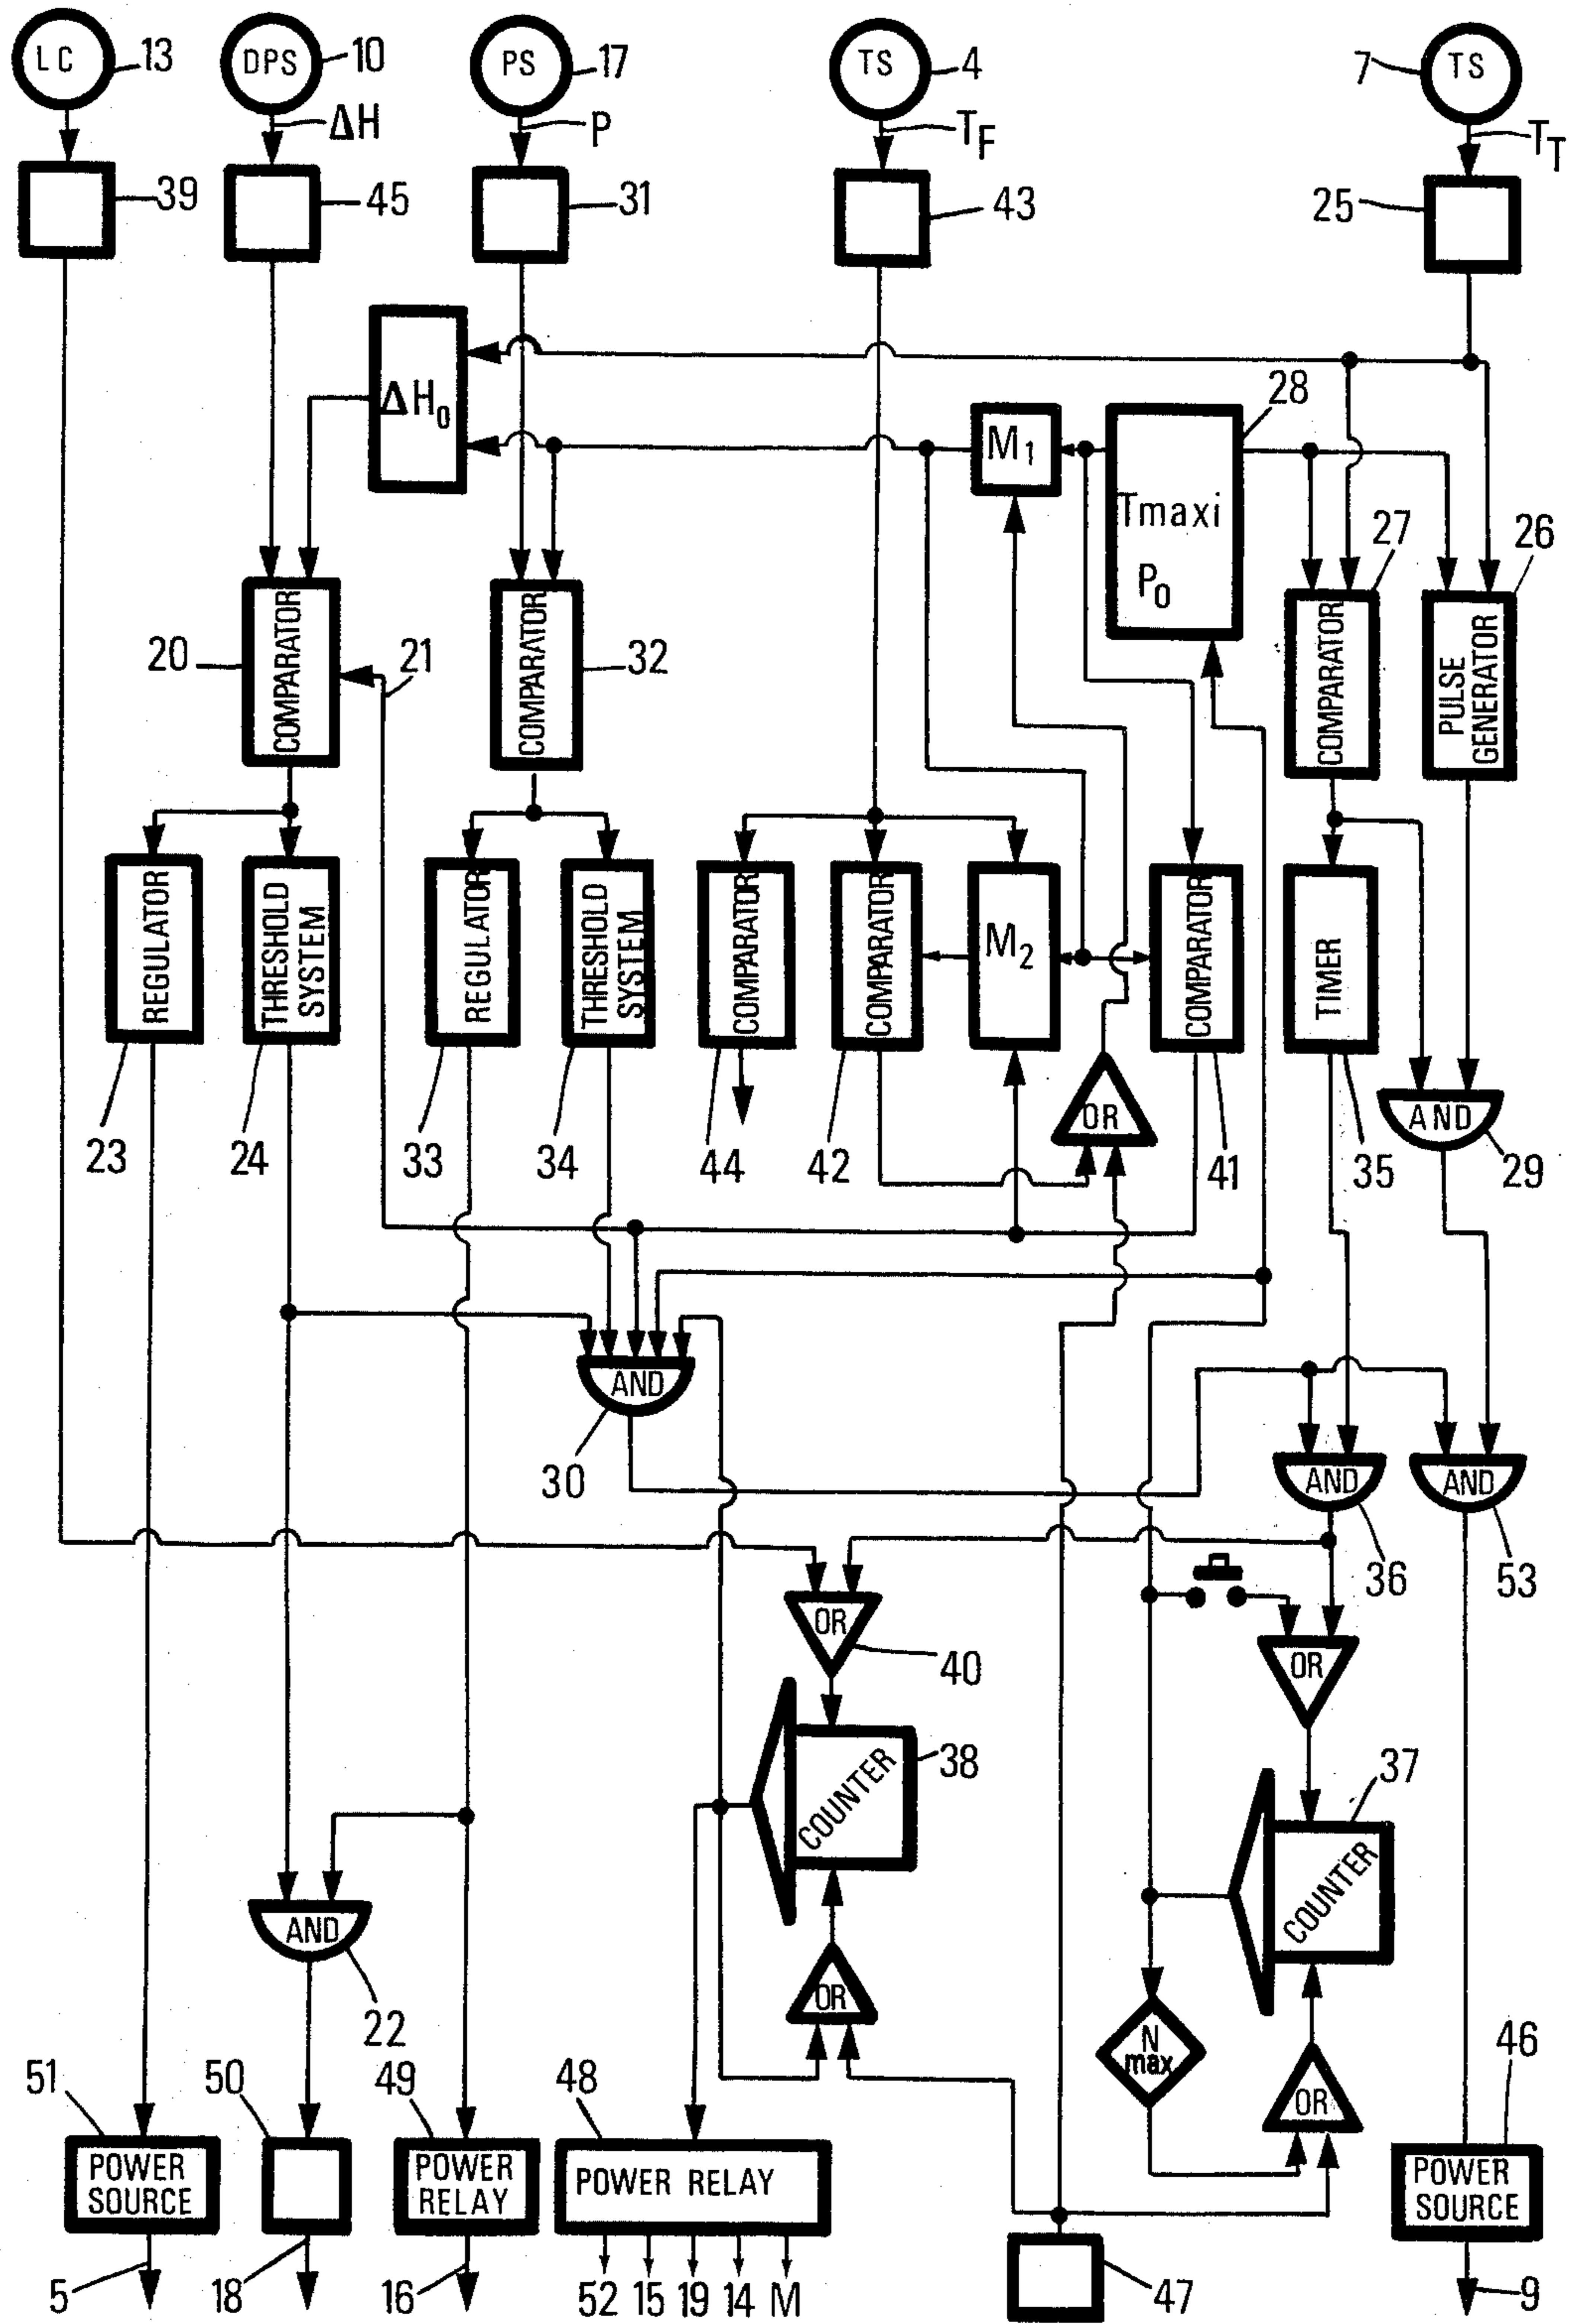 LC
13
DPS
10
PS
17
TS
4
7
TS
ΔH
P
TF
TT
39
45
31
43
25
ΔH0
M1
28
Tmaxi
P0
27
26
20
COMPARATOR
21
COMPARATOR
32
COMPARATOR
PULSE
GENERATOR
REGULATOR
THRESHOLD
SYSTEM
REGULATOR
THRESHOLD
SYSTEM
COMPARATOR
COMPARATOR
M2
COMPARATOR
TIMER
OR
AND
23
24
33
34
44
42
41
35
29
AND
30
AND
AND
36
53
OR
40
OR
38
COUNTER
37
COUNTER
AND
22
OR
N
max
OR
51
50
49
48
46
POWER
SOURCE
POWER
RELAY
POWER RELAY
POWER
SOURCE
47
5
18
16
52
15
19
14
M
9